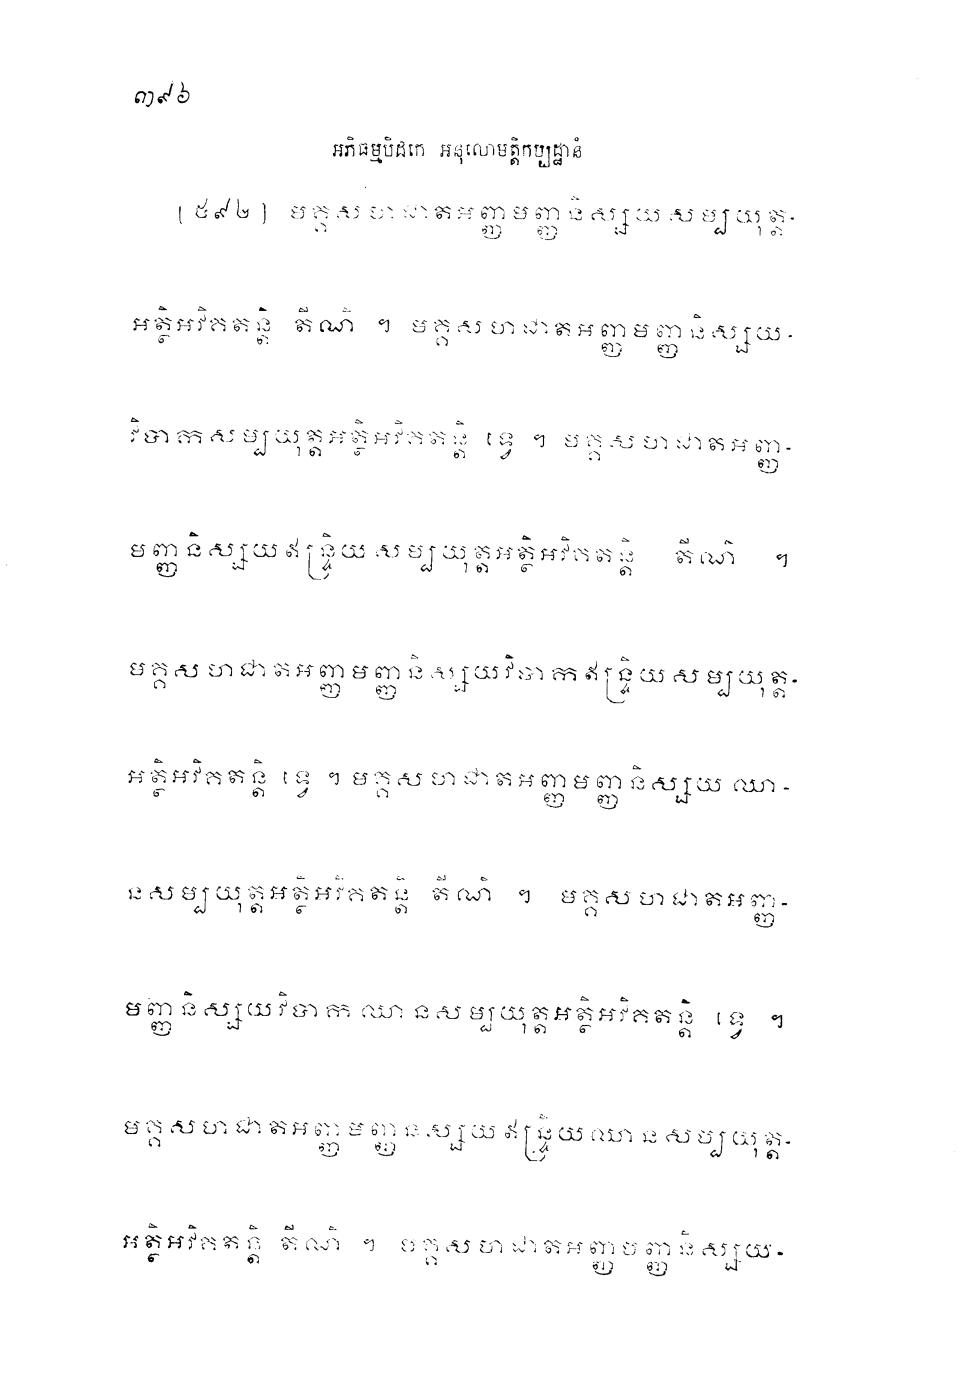 ៣៩៦
អភិធម្មបិដកេ អនុលោមត្តិកប្បដ្ឋានំ
[៥៩២] មគ្គសហជាតអញ្ញមញ្ញនិស្សយសម្បយុត្ត-
អត្ថិអវិគតន្តិ តីណិ ។ មគ្គសហជាតអញ្ញមញ្ញនិស្សយ-
វិបាកសម្បយុត្តអត្ថិអវិគតន្តិ ទ្វេ ។ មគ្គសហជាតអញ្ញ-
មញ្ញនិស្សយឥន្ទ្រិយសម្បយុត្តអត្ថិអវិគតន្តិ តីណិ ។
មគ្គសហជាតអញ្ញមញ្ញនិស្សយវិបាកឥន្ទ្រិយសម្បយុត្ត-
អត្ថិអវិគតន្តិ ទ្វេ ។ មគ្គសហជាតអញ្ញមញ្ញនិស្សយឈា-
នសម្បយុត្តអត្ថិអវិគតន្តិ តីណិ ។ មគ្គសហជាតអញ្ញ-
មញ្ញនិស្សយវិបាកឈានសម្បយុត្តអត្ថិអវិគតន្តិ ទ្វេ ។
មគ្គសហជាតអញ្ញមញ្ញនិស្សយឥន្ទ្រិយឈានសម្បយុត្ត-
អត្ថិអវិគតន្តិ តីណិ ។ មគ្គសហជាតអញ្ញមញ្ញនិស្សយ-